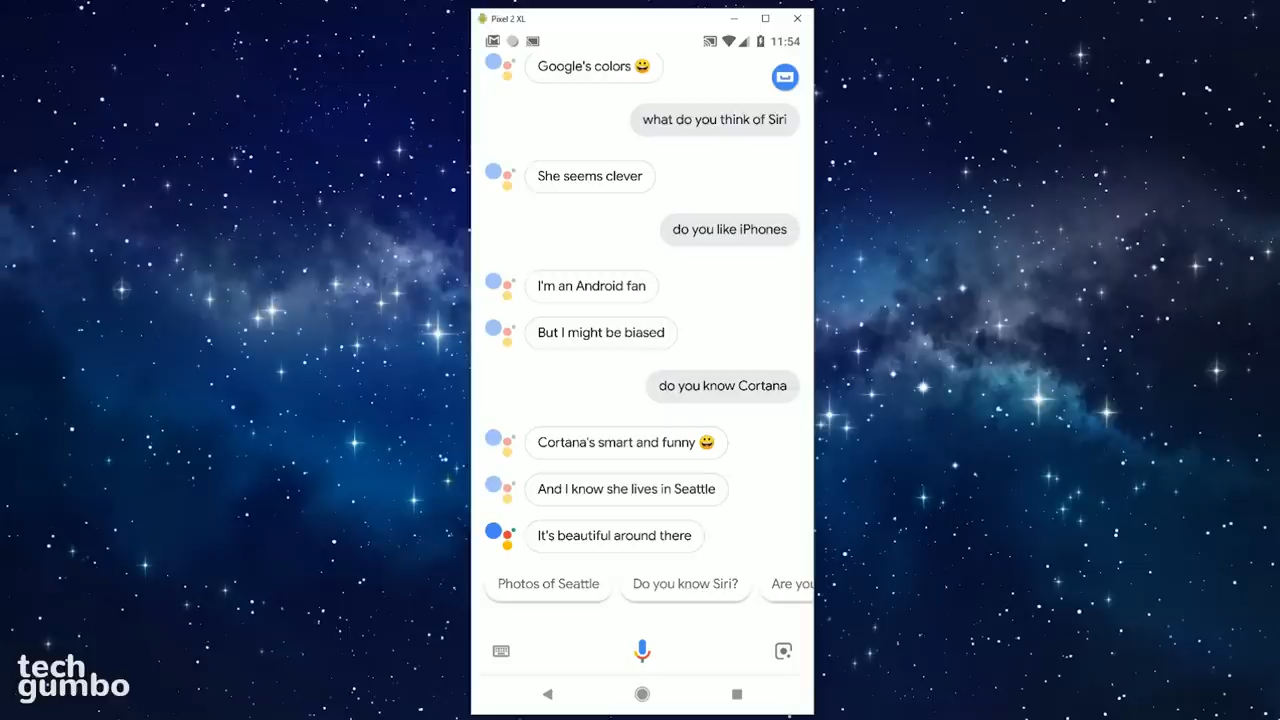 Pixel 2 XL
11:54
Google's colors 😀
what do you think of Siri
She seems clever
do you like iPhones
I'm an Android fan
But I might be biased
do you know Cortana
Cortana's smart and funny 😀
And I know she lives in Seattle
It's beautiful around there
Photos of Seattle
Do you know Siri?
Are you
tech
gumbo